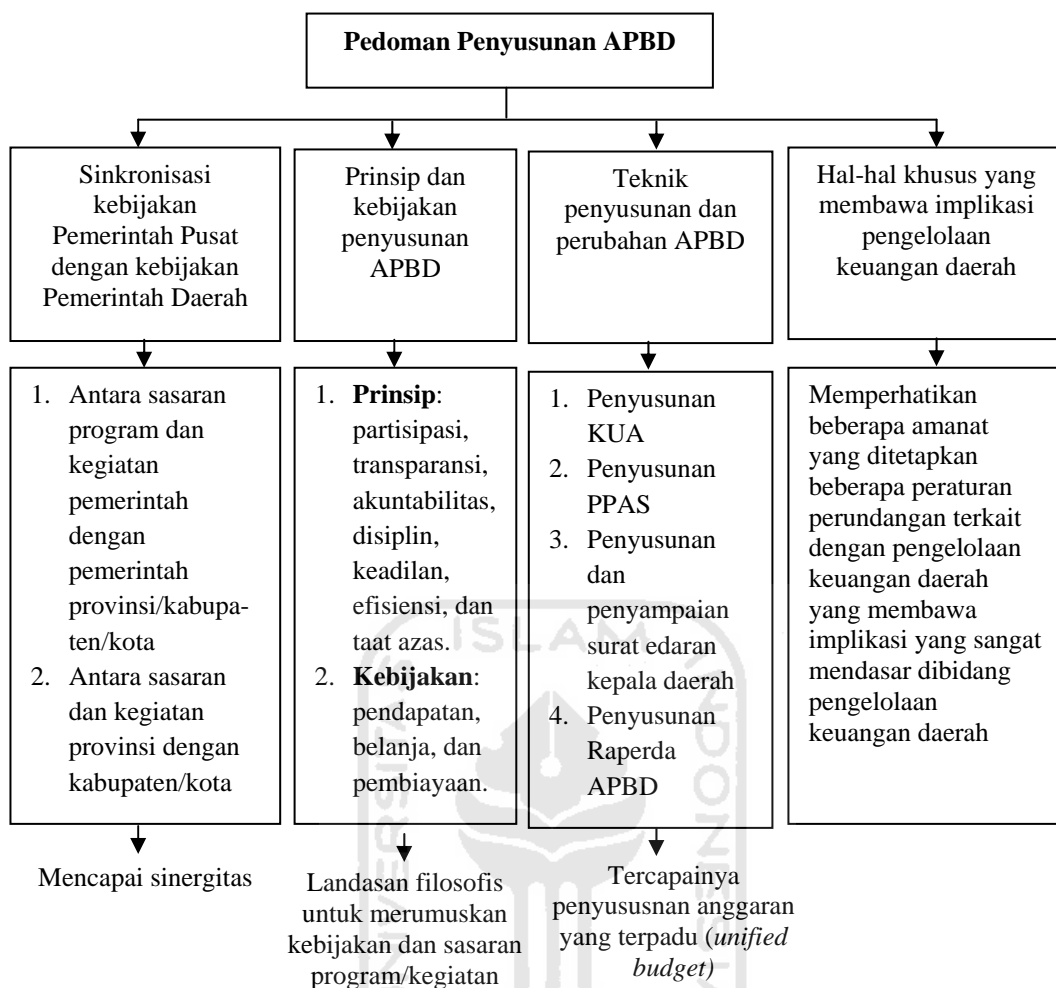 Pedoman Penyusunan APBD
Sinkronisasi
kebijakan
Pemerintah Pusat
dengan kebijakan
Pemerintah Daerah
Prinsip dan
kebijakan
penyusunan
APBD
Teknik
penyusunan dan
perubahan APBD
Hal-hal khusus yang
membawa implikasi
pengelolaan
keuangan daerah
1. Antara sasaran
program dan
kegiatan
pemerintah
dengan
pemerintah
provinsi/kabupa-
ten/kota
2. Antara sasaran
dan kegiatan
provinsi dengan
kabupaten/kota
1. Prinsip:
partisipasi,
transparansi,
akuntabilitas,
disiplin,
keadilan,
efisiensi, dan
taat azas.
2. Kebijakan:
pendapatan,
belanja, dan
pembiayaan.
1. Penyusunan
KUA
2. Penyusunan
PPAS
3. Penyusunan
dan
penyampaian
surat edaran
kepala daerah
4. Penyusunan
Raperda
APBD
Memperhatikan
beberapa amanat
yang ditetapkan
beberapa peraturan
perundangan terkait
dengan pengelolaan
keuangan daerah
yang membawa
implikasi yang sangat
mendasar dibidang
pengelolaan
keuangan daerah
Mencapai sinergitas
Landasan filosofis
untuk merumuskan
kebijakan dan sasaran
program/kegiatan
Tercapainya
penyususnan anggaran
yang terpadu (unified
budget)
ISLAM
UNIVERSITAS
INDONESIA